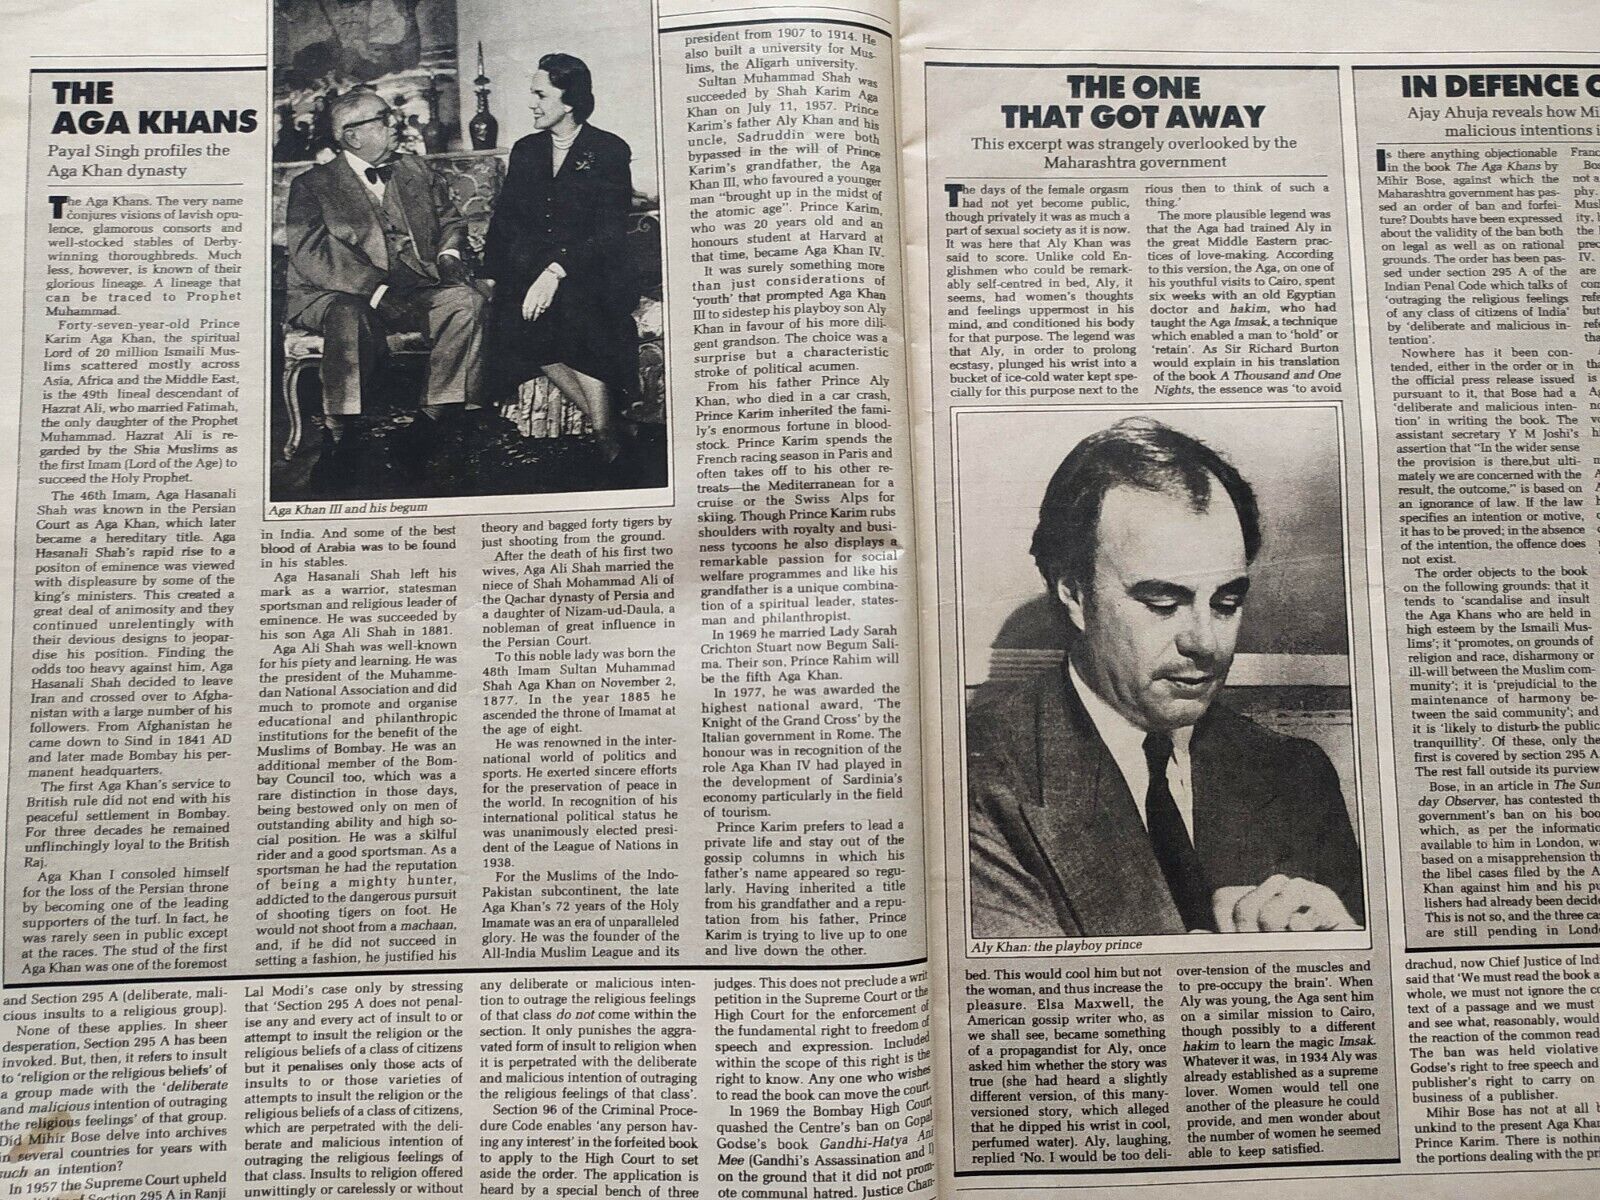 THE
AGA KHANS
Payal Singh profiles the
Aga Khan dynasty
The Aga Khans. The very name
conjures visions of lavish opu-
lence, glamorous consorts and
well-stocked stables of Derby-
winning thoroughbreds. Much
less, however, is known of their
glorious lineage. A lineage that
can be traced to Prophet
Muhammad.
Forty-seven-year-old Prince
Karim Aga Khan, the spiritual
Lord of 20 million Ismaili Mus-
lims scattered mostly across
Asia, Africa and the Middle East,
is the 49th lineal descendant of
Hazrat Ali, who married Fatimah,
the only daughter of the Prophet
Muhammad. Hazrat Ali is re-
garded by the Shia Muslims as
the first Imam (Lord of the Age) to
succeed the Holy Prophet.
The 46th Imam, Aga Hasanali
Shah was known in the Persian
Court as Aga Khan, which later
became a hereditary title. Aga
Hasanali Shah's rapid rise to a
positon of eminence was viewed
with displeasure by some of the
king's ministers. This created a
great deal of animosity and they
continued unrelentingly with
their devious designs to jeopar-
dise his position. Finding the
odds too heavy against him, Aga
Hasanali Shah decided to leave
Iran and crossed over to Afgha-
nistan with a large number of his
followers. From Afghanistan he
came down to Sind in 1841 AD
and later made Bombay his per-
manent headquarters.
The first Aga Khan's service to
British rule did not end with his
peaceful settlement in Bombay.
For three decades he remained
unflinchingly loyal to the British
Raj.
Aga Khan I consoled himself
for the loss of the Persian throne
by becoming one of the leading
supporters of the turf. In fact, he
was rarely seen in public except
at the races. The stud of the first
Aga Khan was one of the foremost
Aga Khan III and his begum
in India. And some of the best
blood of Arabia was to be found
in his stables.
Aga Hasanali Shah left his
mark as a warrior, statesman
sportsman and religious leader of
eminence. He was succeeded by
his son Aga Ali Shah in 1881.
Aga Ali Shah was well-known
for his piety and learning. He was
the president of the Muhamme-
dan National Association and did
much to promote and organise
educational and philanthropic
institutions for the benefit of the
Muslims of Bombay. He was an
additional member of the Bom-
bay Council too, which was a
rare distinction in those days,
being bestowed only on men of
outstanding ability and high so-
cial position. He was a skilful
rider and a good sportsman. As a
sportsman he had the reputation
of being a mighty hunter,
addicted to the dangerous pursuit
of shooting tigers on foot. He
would not shoot from a machaan,
and, if he did not succeed in
setting a fashion, he justified his
theory and bagged forty tigers by
just shooting from the ground.
After the death of his first two
wives, Aga Ali Shah married the
niece of Shah Mohammad Ali of
the Qachar dynasty of Persia and
a daughter of Nizam-ud-Daula, a
nobleman of great influence in
the Persian Court.
To this noble lady was born the
48th Imam Sultan Muhammad
Shah Aga Khan on November 2,
1877. In the year 1885 he
ascended the throne of Imamat at
the age of eight.
He was renowned in the inter-
national world of politics and
sports. He exerted sincere efforts
for the preservation of peace in
the world. In recognition of his
international political status he
was unanimously elected presi-
dent of the League of Nations in
1938.
For the Muslims of the Indo-
Pakistan subcontinent, the late
Aga Khan's 72 years of the Holy
Imamate was an era of unparalleled
glory. He was the founder of the
All-India Muslim League and its
president from 1907 to 1914. He
also built a university for Mus-
lims, the Aligarh university.
Sultan Muhammad Shah was
succeeded by Shah Karim Aga
Khan on July 11, 1957. Prince
Karim's father Aly Khan and his
uncle, Sadruddin were both
bypassed in the will of Prince
Karim's grandfather, the Aga
Khan III, who favoured a younger
man "brought up in the midst of
the atomic age". Prince Karim,
who was 20 years old and an
honours student at Harvard at
that time, became Aga Khan IV.
It was surely something more
than just considerations of
'youth' that prompted Aga Khan
III to sidestep his playboy son Aly
Khan in favour of his more dili-
gent grandson. The choice was a
surprise but a characteristic
stroke of political acumen.
From his father Prince Aly
Khan, who died in a car crash,
Prince Karim inherited the fami-
ly's enormous fortune in blood-
stock. Prince Karim spends the
French racing season in Paris and
often takes off to his other re-
treats—the Mediterranean for a
cruise or the Swiss Alps for
skiing. Though Prince Karim rubs
shoulders with royalty and busi-
ness tycoons he also displays a
remarkable passion for social
welfare programmes and like his
grandfather is a unique combina-
tion of a spiritual leader, states-
man and philanthropist.
In 1969 he married Lady Sarah
Crichton Stuart now Begum Sali-
ma. Their son, Prince Rahim will
be the fifth Aga Khan.
In 1977, he was awarded the
highest national award, 'The
Knight of the Grand Cross' by the
Italian government in Rome. The
honour was in recognition of the
role Aga Khan IV had played in
the development of Sardinia's
economy particularly in the field
of tourism.
Prince Karim prefers to lead a
private life and stay out of the
gossip columns in which his
father's name appeared so regu-
larly. Having inherited a title
from his grandfather and a repu-
tation from his father, Prince
Karim is trying to live up to one
and live down the other.
and Section 295 A (deliberate, mali-
cious insults to a religious group).
None of these applies. In sheer
desperation, Section 295 A has been
invoked. But, then, it refers to insult
to 'religion or the religious beliefs' of
a group made with the 'deliberate
and malicious intention of outraging
the religious feelings' of that group.
Did Mihir Bose delve into archives
in several countries for years with
such an intention?
In 1957 the Supreme Court upheld
Section 295 A in Ranji
Lal Modi's case only by stressing
that 'Section 295 A does not penal-
ise any and every act of insult to or
attempt to insult the religion or the
religious beliefs of a class of citizens
but it penalises only those acts of
insults to or those varieties of
attempts to insult the religion or the
religious beliefs of a class of citizens,
which are perpetrated with the deli-
berate and malicious intention of
outraging the religious feelings of
that class. Insults to religion offered
unwittingly or carelessly or without
any deliberate or malicious inten-
tion to outrage the religious feelings
of that class do not come within the
section. It only punishes the aggra-
vated form of insult to religion when
it is perpetrated with the deliberate
and malicious intention of outraging
the religious feelings of that class'.
Section 96 of the Criminal Proce-
dure Code enables 'any person hav-
ing any interest' in the forfeited book
to apply to the High Court to set
aside the order. The application is
heard by a special bench of three
judges. This does not preclude a writ
petition in the Supreme Court or the
High Court for the enforcement of
the fundamental right to freedom of
speech and expression. Included
within the scope of this right is the
right to know. Any one who wishes
to read the book can move the court.
In 1969 the Bombay High Court
quashed the Centre's ban on Gopal
Godse's book Gandhi-Hatya Ani
Mee (Gandhi's Assassination and I)
on the ground that it did not prom-
ote communal hatred. Justice Chan-
THE ONE
THAT GOT AWAY
This excerpt was strangely overlooked by the
Maharashtra government
The days of the female orgasm
had not yet become public,
though privately it was as much a
part of sexual society as it is now.
It was here that Aly Khan was
said to score. Unlike cold En-
glishmen who could be remark-
ably self-centred in bed, Aly, it
seems, had women's thoughts
and feelings uppermost in his
mind, and conditioned his body
for that purpose. The legend was
that Aly, in order to prolong
ecstasy, plunged his wrist into a
bucket of ice-cold water kept spe-
cially for this purpose next to the
rious then to think of such a
thing.'
The more plausible legend was
that the Aga had trained Aly in
the great Middle Eastern prac-
tices of love-making. According
to this version, the Aga, on one of
his youthful visits to Cairo, spent
six weeks with an old Egyptian
doctor and hakim, who had
taught the Aga Imsak, a technique
which enabled a man to 'hold' or
'retain'. As Sir Richard Burton
would explain in his translation
of the book A Thousand and One
Nights, the essence was 'to avoid
Aly Khan: the playboy prince
bed. This would cool him but not
the woman, and thus increase the
pleasure. Elsa Maxwell, the
American gossip writer who, as
we shall see, became something
of a propagandist for Aly, once
asked him whether the story was
true (she had heard a slightly
different version, of this many-
versioned story, which alleged
that he dipped his wrist in cool,
perfumed water). Aly, laughing,
replied 'No. I would be too deli-
over-tension of the muscles and
to pre-occupy the brain'. When
Aly was young, the Aga sent him
on a similar mission to Cairo,
though possibly to a different
hakim to learn the magic Imsak.
Whatever it was, in 1934 Aly was
already established as a supreme
lover. Women would tell one
another of the pleasure he could
provide, and men wonder about
the number of women he seemed
able to keep satisfied.
IN DEFENCE O
Ajay Ahuja reveals how Mi
malicious intentions i
Is there anything objectionable
in the book The Aga Khans by
Mihir Bose, against which the
Maharashtra government has pas-
sed an order of ban and forfei-
ture? Doubts have been expressed
about the validity of the ban both
on legal as well as on rational
grounds. The order has been pas-
sed under section 295 A of the
Indian Penal Code which talks of
'outraging the religious feelings
of any class of citizens of India'
by 'deliberate and malicious in-
tention'.
Nowhere has it been con-
tended, either in the order or in
the official press release issued
pursuant to it, that Bose had a
'deliberate and malicious inten-
tion' in writing the book. The
assistant secretary Y M Joshi's
assertion that "In the wider sense
the provision is there,but ulti-
mately we are concerned with the
result, the outcome," is based on
an ignorance of law. If the law
specifies an intention or motive,
it has to be proved; in the absence
of the intention, the offence does
not exist.
The order objects to the book
on the following grounds: that it
tends to 'scandalise and insult
the Aga Khans who are held in
high esteem by the Ismaili Mus-
lims'; it 'promotes, on grounds of
religion and race, disharmony or
ill-will between the Muslim com-
munity'; it is 'prejudicial to the
maintenance of harmony be-
tween the said community'; and
it is 'likely to disturb the public
tranquillity'. Of these, only the
first is covered by section 295 A.
The rest fall outside its purview
Bose, in an article in The Sun
day Observer, has contested th
government's ban on his boo
which, as per the informatio
available to him in London, w
based on a misapprehension th
the libel cases filed by the A
Khan against him and his pu
lishers had already been decide
This is not so, and the three cas
are still pending in Londo
Franc
Bos
not a
phy.
Musl
ity, l
the l
prec
IV.
are
com
refe
but
refe
tha
drachud, now Chief Justice of Indi
said that 'We must read the book a
whole, we must not ignore the co
text of a passage and we must
and see what, reasonably, would
the reaction of the common read
The ban was held violative
Godse's right to free speech and
publisher's right to carry on
business of a publisher.
Mihir Bose has not at all b
unkind to the present Aga Khan
Prince Karim. There is nothin
the portions dealing with the pri